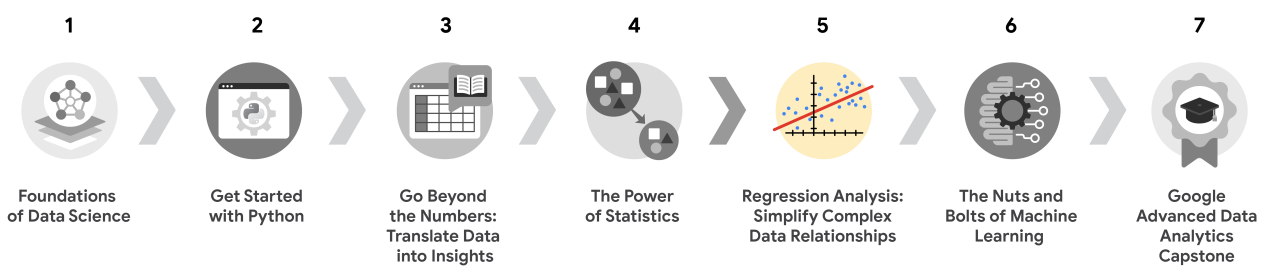 1
Foundations
of Data Science
2
Get Started
with Python
3
Go Beyond
the Numbers:
Translate Data
into Insights
4
The Power
of Statistics
5
Regression Analysis:
Simplify Complex
Data Relationships
6
The Nuts and
Bolts of Machine
Learning
7
Google
Advanced Data
Analytics
Capstone